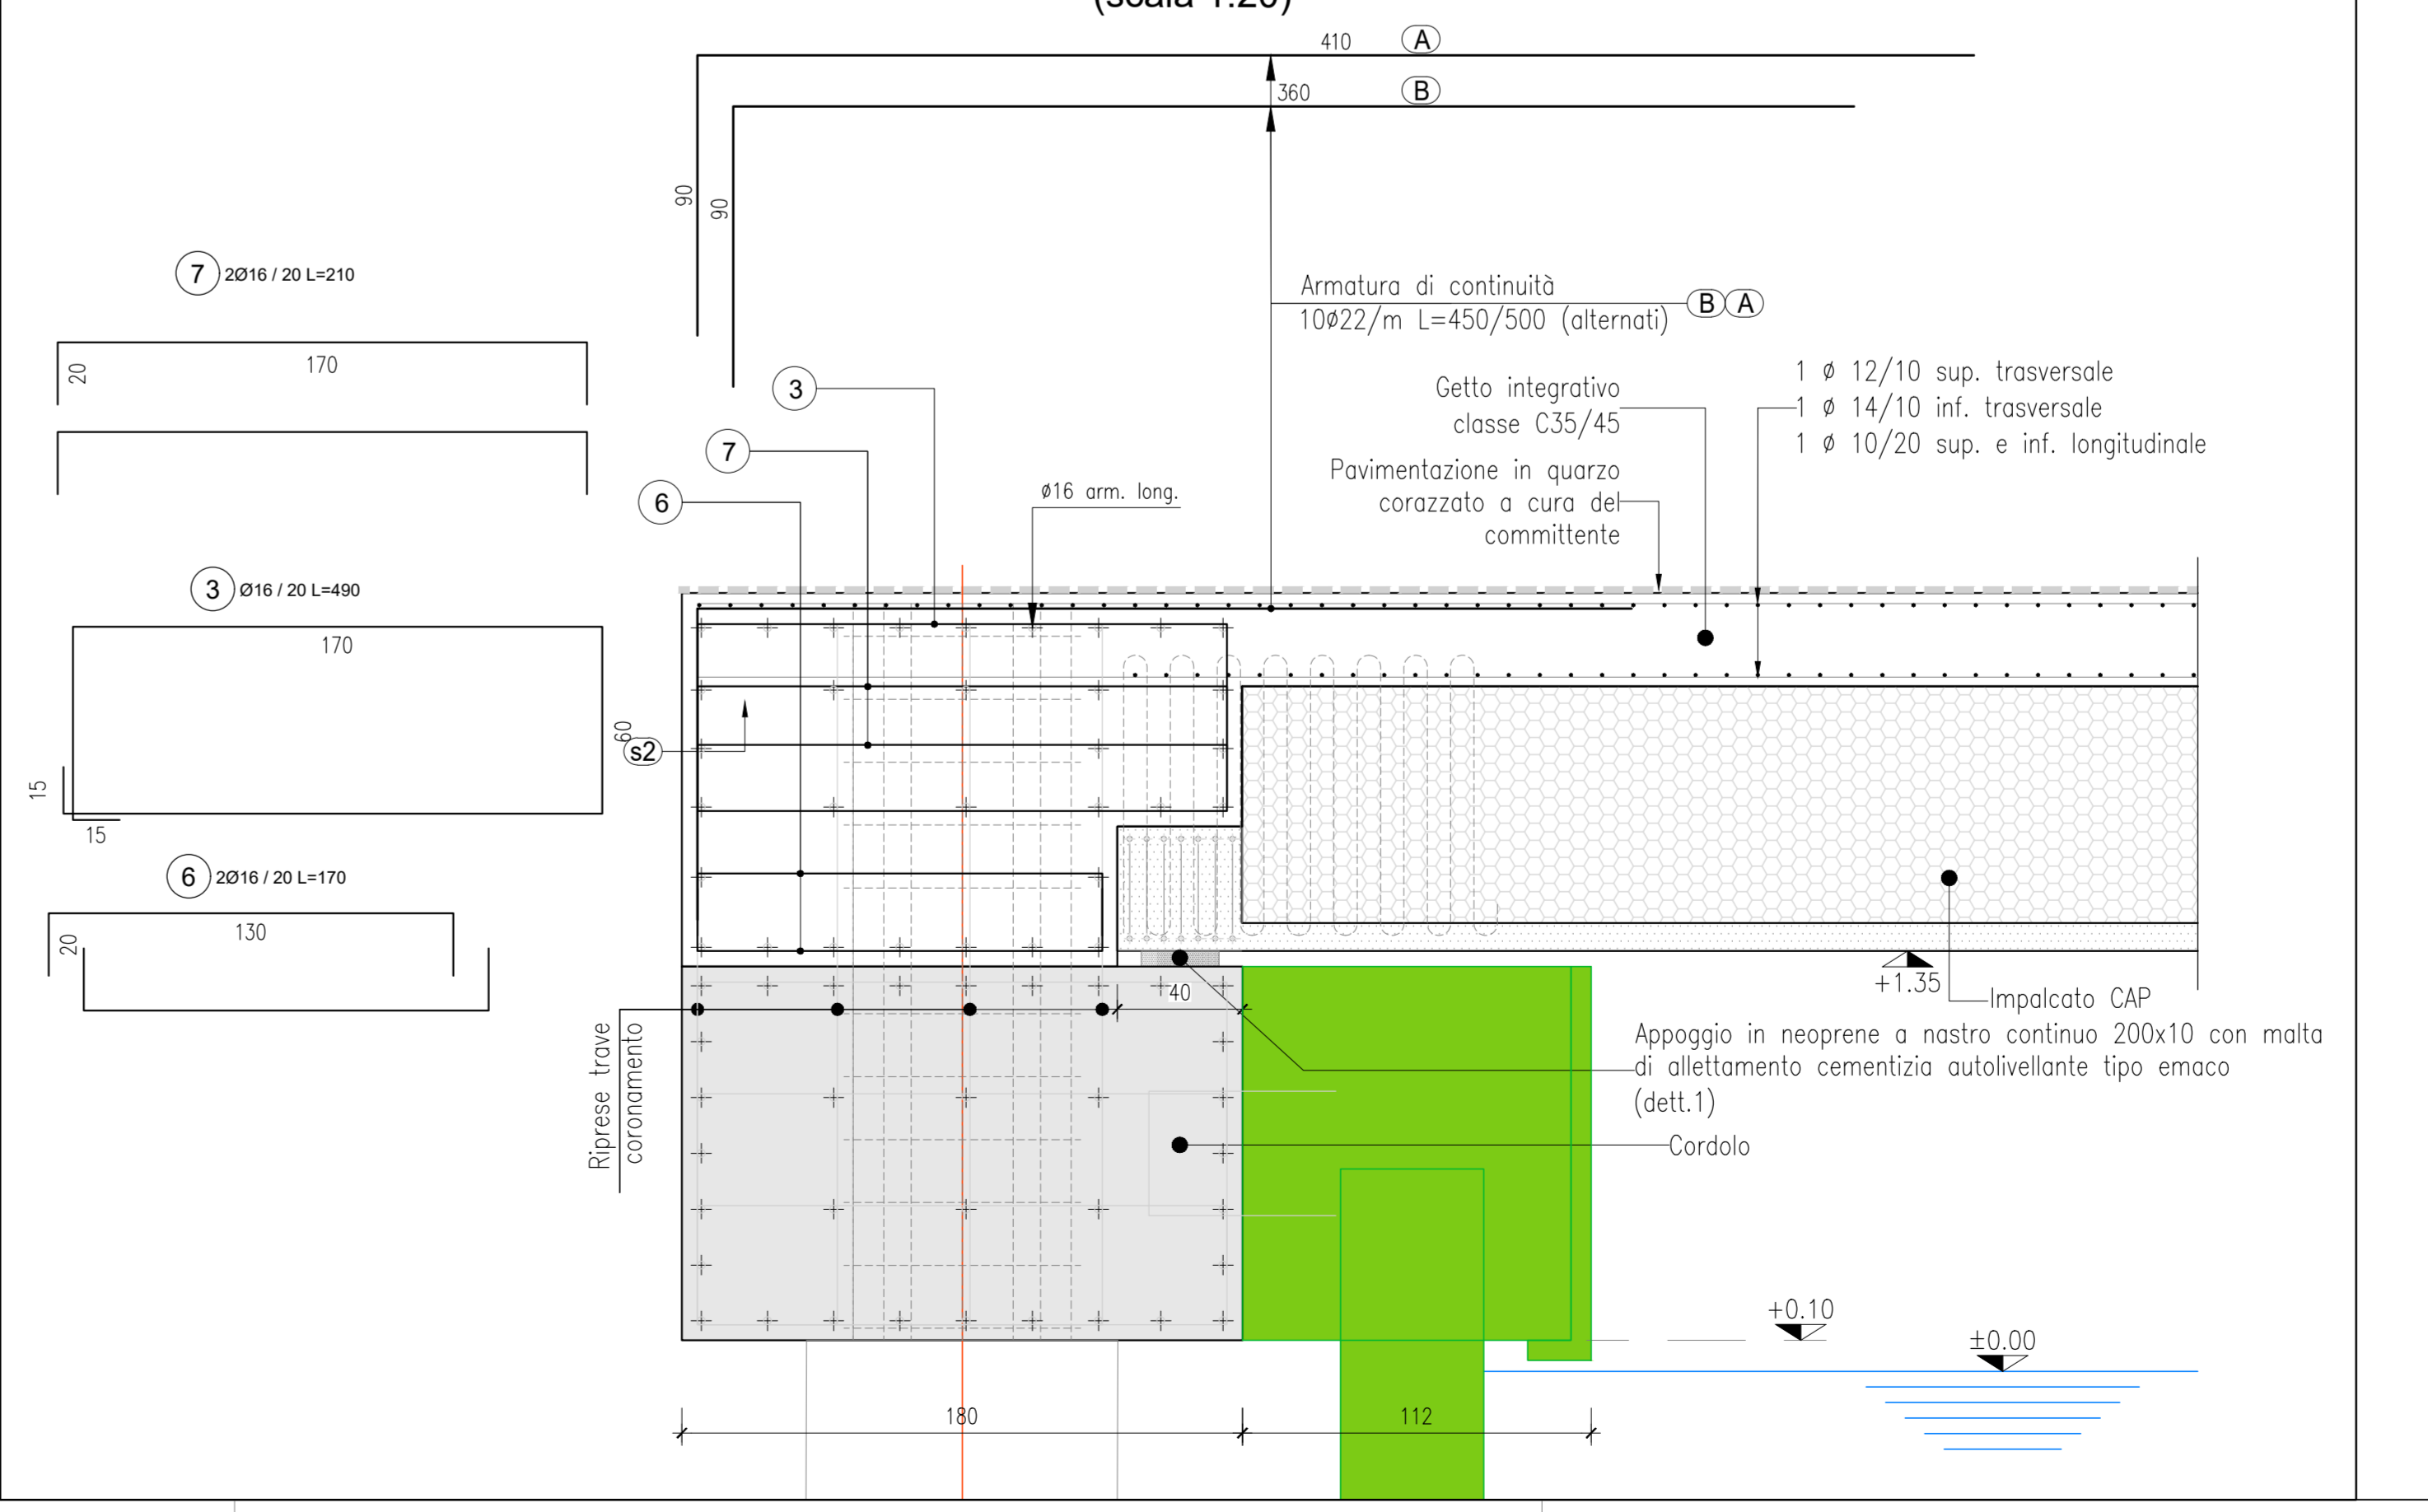 (scala 1:20)
410 A
360 B
90
90
7 2Ø16 / 20 L=210
20
170
Armatura di continuità
10ø22/m L=450/500 (alternati)
B A
3
7
6
ø16 arm. long.
Getto integrativo
classe C35/45
Pavimentazione in quarzo
corazzato a cura del
committente
1 ø 12/10 sup. trasversale
1 ø 14/10 inf. trasversale
1 ø 10/20 sup. e inf. longitudinale
3 Ø16 / 20 L=490
170
60
15
15
s2
6 2Ø16 / 20 L=170
20
130
40
+1.35
Impalcato CAP
Appoggio in neoprene a nastro continuo 200x10 con malta
di allettamento cementizia autolivellante tipo emaco
(dett.1)
Riprese trave
coronamento
Cordolo
+0.10
±0.00
180
112